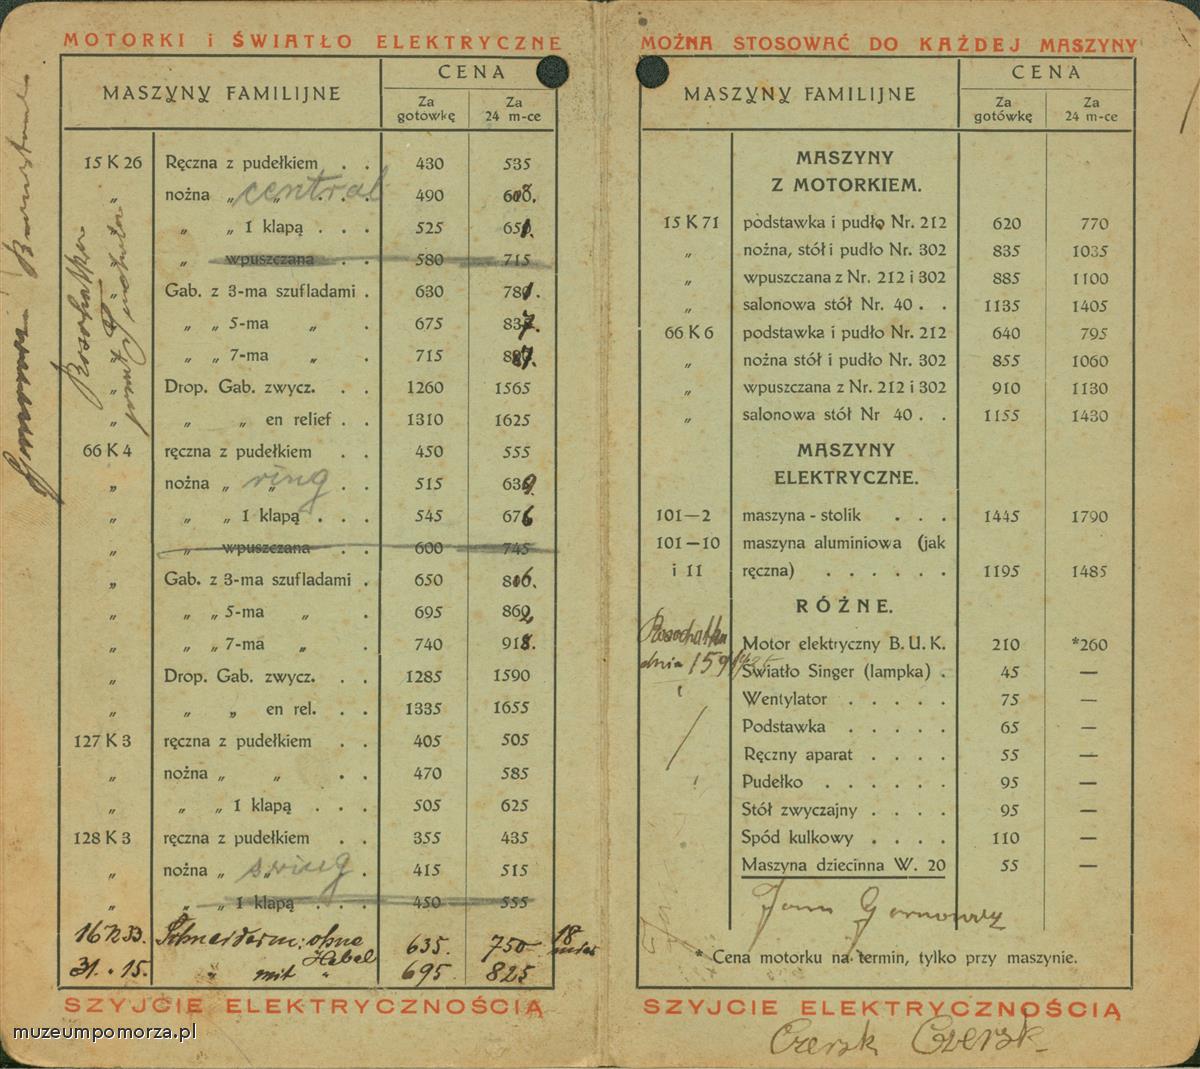 MOTORKI i ŚWIATŁO ELEKTRYCZNE
MASZYNY FAMILIJNE CENA
Za gotówkę Za 24 m-ce
15 K 26 Ręczna z pudełkiem . . 430 535
„ nożna „ „ . . . central 490 608.
„ „ „ 1 klapą . . . 525 651.
„ „ wpuszczana . . 580 715
„ Gab. z 3-ma szufladami . 630 781.
„ „ „ 5-ma „ . 675 837.
„ „ „ 7-ma „ . 715 887.
„ Drop. Gab. zwycz. . . 1260 1565
„ „ „ en relief . . 1310 1625
66 K 4 ręczna z pudełkiem . . 450 555
„ nożna „ „ . . ring 515 639.
„ „ „ 1 klapą . . . 545 676
„ „ wpuszczana . . 600 745
„ Gab. z 3-ma szufladami . 650 806.
„ „ „ 5-ma „ . 695 862
„ „ „ 7-ma „ . 740 918.
„ Drop. Gab. zwycz. . . 1285 1590
„ „ „ en rel. . . 1335 1655
127 K 3 ręczna z pudełkiem . . 405 505
„ nożna „ „ . . 470 585
„ „ „ 1 klapą . . . 505 625
128 K 3 ręczna z pudełkiem . . 355 435
„ nożna „ „ . 415 515
„ „ „ 1 klapą . . . 450 555
16 K 33. ohne 635. 750 18
31. " 15. " mit Hebel " 695 825
SZYJCIE ELEKTRYCZNOŚCIĄ
MOŻNA STOSOWAĆ DO KAŻDEJ MASZYNY
MASZYNY FAMILIJNE CENA
Za gotówkę Za 24 m-ce
MASZYNY
Z MOTORKIEM.
15 K 71 podstawka i pudło Nr. 212 620 770
„ nożna, stół i pudło Nr. 302 835 1035
„ wpuszczana z Nr. 212 i 302 885 1100
„ salonowa stół Nr. 40 . . 1135 1405
66 K 6 podstawka i pudło Nr. 212 640 795
„ nożna stół i pudło Nr. 302 855 1060
„ wpuszczana z Nr. 212 i 302 910 1130
„ salonowa stół Nr 40 . . 1155 1430
MASZYNY
ELEKTRYCZNE.
101—2 maszyna - stolik . . . 1445 1790
101—10 maszyna aluminiowa (jak
i 11 ręczna) . . . . . . 1195 1485
RÓŻNE.
Rosochatka
dnia
Motor elektryczny B. U. K. 210 *260
Światło Singer (lampka) . 45 —
Wentylator . . . . . 75 —
Podstawka . . . . . 65 —
Ręczny aparat . . . . 55 —
Pudełko . . . . . . 95 —
Stół zwyczajny . . . . 95 —
Spód kulkowy . . . . 110 —
Maszyna dziecinna W. 20 55 —
* Cena motorku na termin, tylko przy maszynie.
SZYJCIE ELEKTRYCZNOŚCIĄ
Czersk Czersk
muzeumpomorza.pl